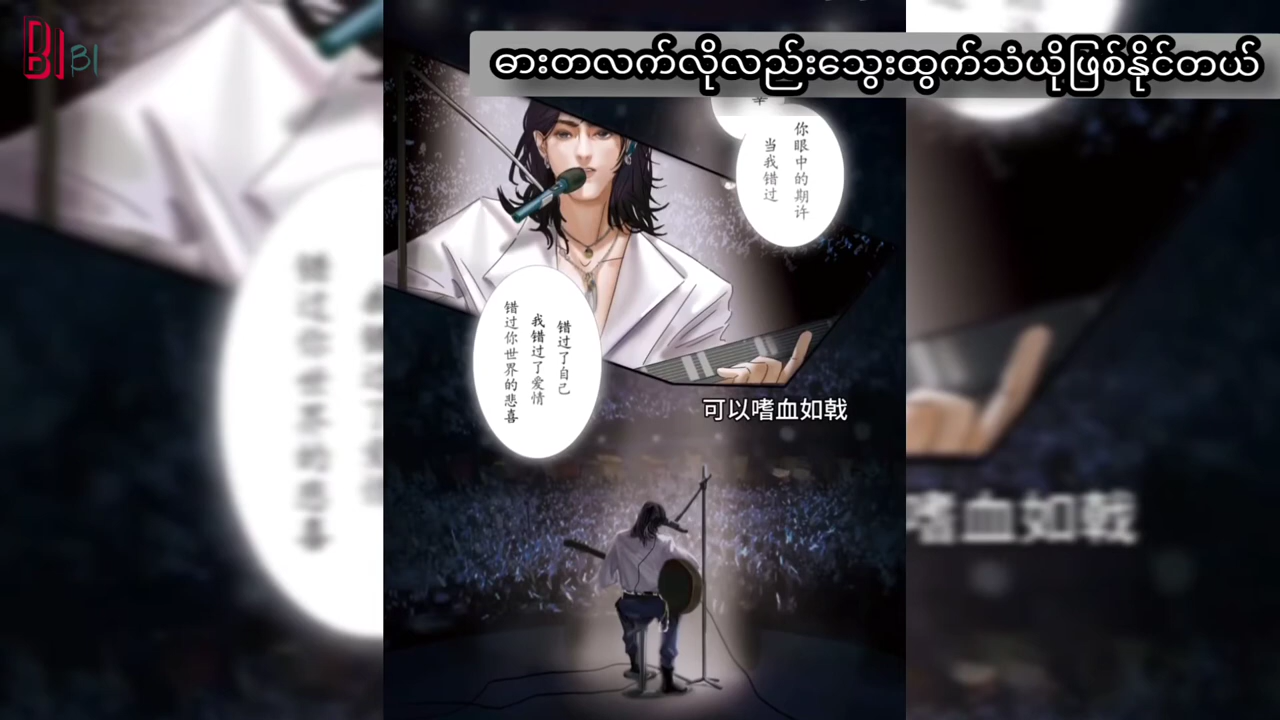 BIBI
ဓားတလက်လိုလည်းသွေးထွက်သံယိုဖြစ်နိုင်တယ်
你眼中的期许
当我错过
错过了自己
我错过了爱情
错过你世界的悲喜
可以嗜血如戟